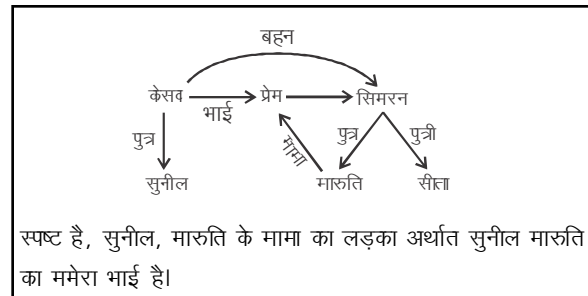 बहन
केसव प्रेम सिमरन
भाई
पुत्र मामा पुत्र पुत्री
सुनील मारुति सीता
स्पष्ट है, सुनील, मारुति के मामा का लड़का अर्थात सुनील मारुति
का ममेरा भाई है।